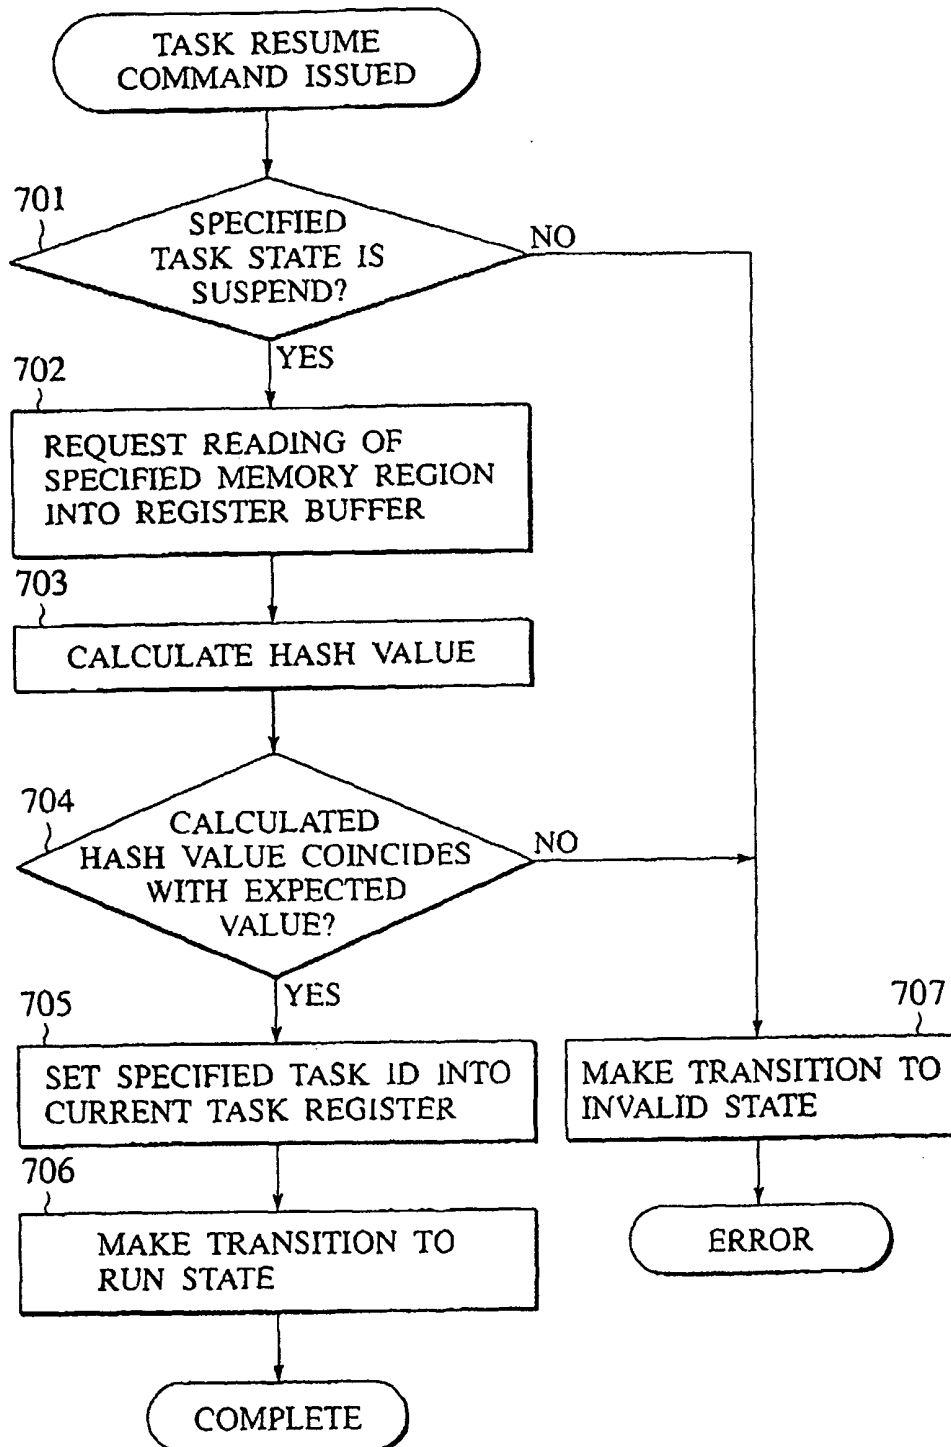 TASK RESUME
COMMAND ISSUED
701
SPECIFIED
TASK STATE IS
SUSPEND?
NO
YES
702
REQUEST READING OF
SPECIFIED MEMORY REGION
INTO REGISTER BUFFER
703
CALCULATE HASH VALUE
704
CALCULATED
HASH VALUE COINCIDES
WITH EXPECTED
VALUE?
NO
YES
705
SET SPECIFIED TASK ID INTO
CURRENT TASK REGISTER
707
MAKE TRANSITION TO
INVALID STATE
706
MAKE TRANSITION TO
RUN STATE
ERROR
COMPLETE